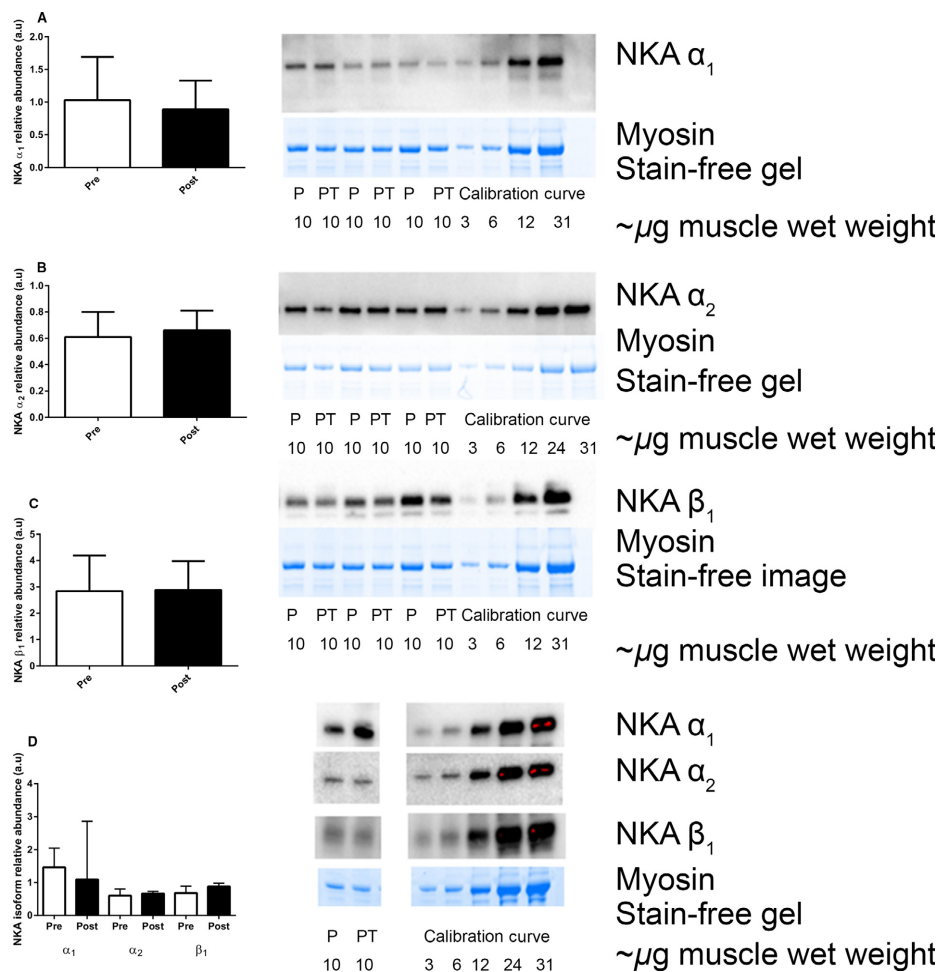 A
NKA α₁ relative abundance (a.u)
2.0
1.5
1.0
0.5
0.0
Pre
Post
NKA α₁
Myosin
Stain-free gel
P PT P PT P PT Calibration curve
10 10 10 10 10 10 3 6 12 31
~µg muscle wet weight
B
NKA α₂ relative abundance (a.u)
1.0
0.8
0.6
0.4
0.2
0.0
Pre
Post
NKA α₂
Myosin
Stain-free gel
P PT P PT P PT Calibration curve
10 10 10 10 10 10 3 6 12 24 31
~µg muscle wet weight
C
NKA β₁ relative abundance (a.u)
5
4
3
2
1
0
Pre
Post
NKA β₁
Myosin
Stain-free image
P PT P PT P PT Calibration curve
10 10 10 10 10 10 3 6 12 31
~µg muscle wet weight
D
NKA isoform relative abundance (a.u)
4
3
2
1
0
Pre Post Pre Post Pre Post
α₁ α₂ β₁
NKA α₁
NKA α₂
NKA β₁
Myosin
Stain-free gel
P PT Calibration curve
10 10 3 6 12 24 31
~µg muscle wet weight